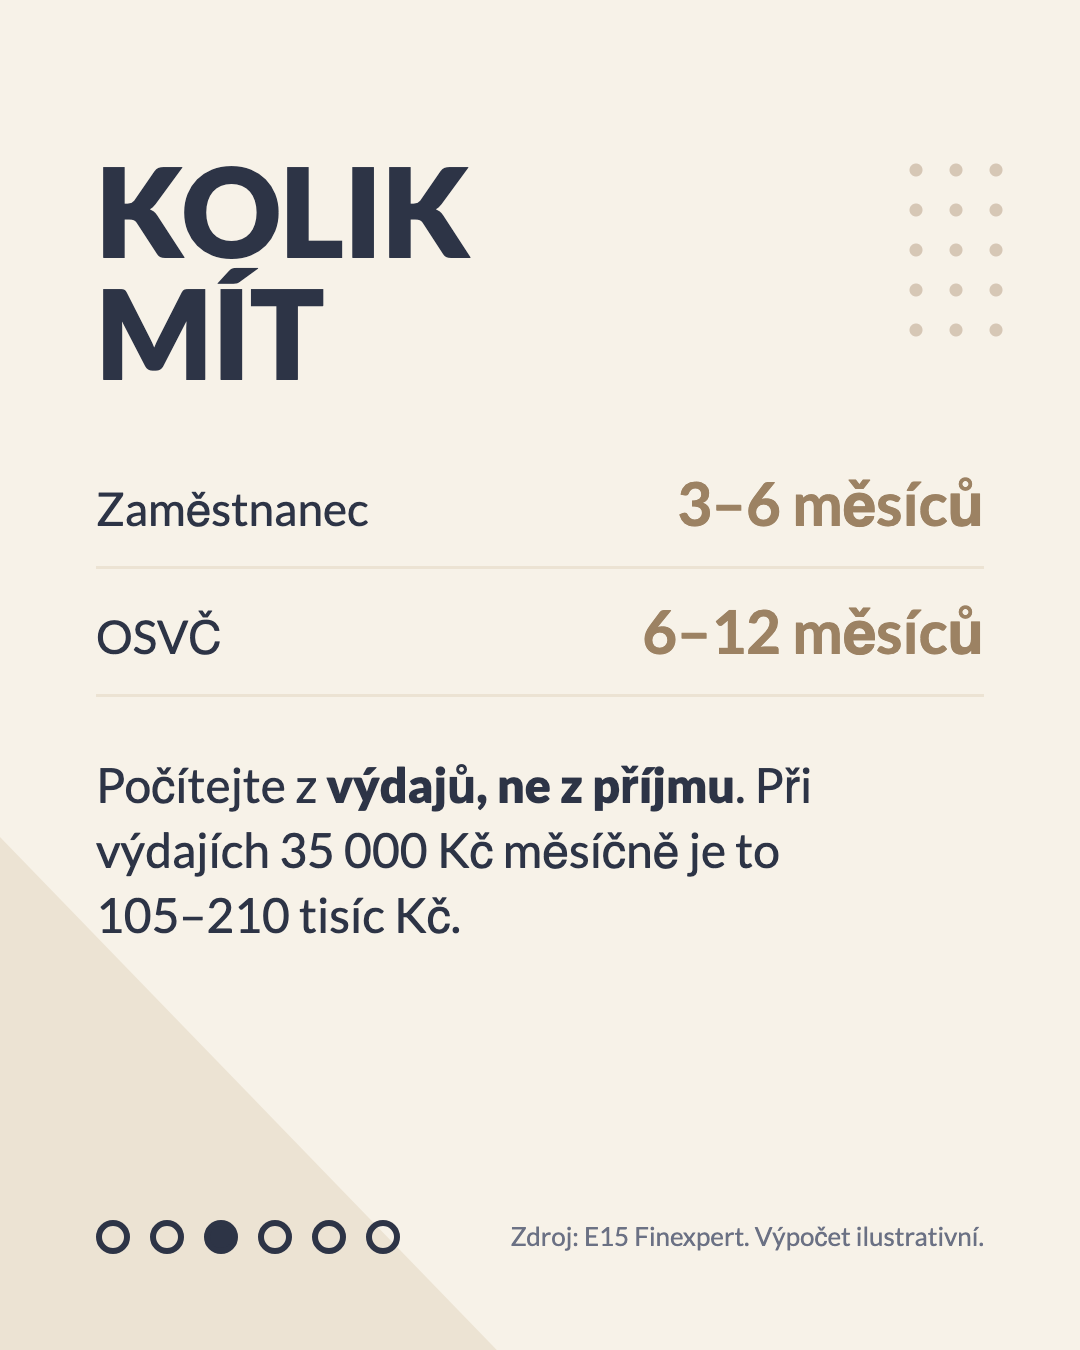 KOLIK
MÍT
Zaměstnanec 3–6 měsíců
OSVČ 6–12 měsíců
Počítejte z výdajů, ne z příjmu. Při
výdajích 35 000 Kč měsíčně je to
105–210 tisíc Kč.
Zdroj: E15 Finexpert. Výpočet ilustrativní.